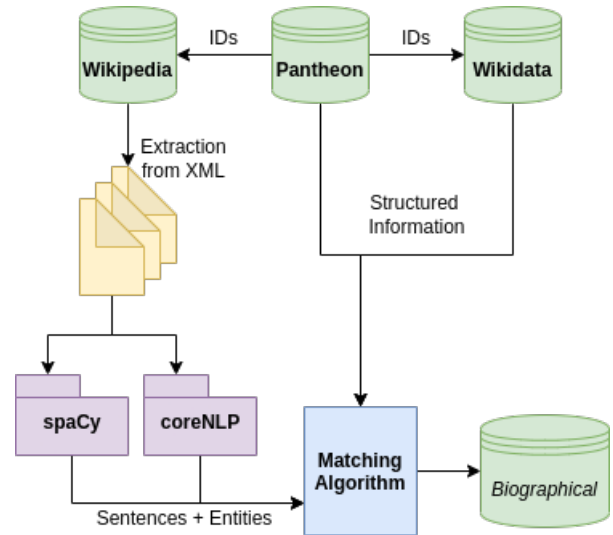 IDs
IDs
Wikipedia
Pantheon
Wikidata
Extraction
from XML
Structured
Information
spaCy
coreNLP
Matching
Algorithm
Biographical
Sentences + Entities